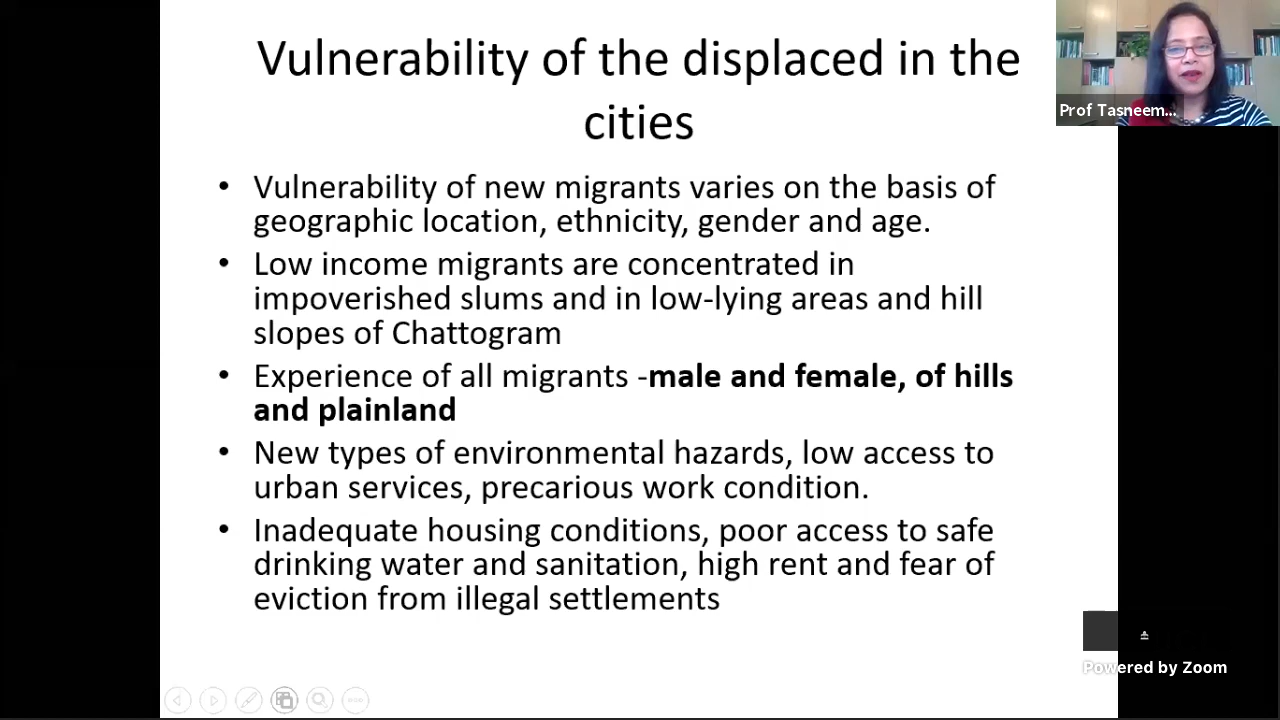 Vulnerability of the displaced in the
cities
Prof Tasneem...
• Vulnerability of new migrants varies on the basis of
geographic location, ethnicity, gender and age.
• Low income migrants are concentrated in
impoverished slums and in low-lying areas and hill
slopes of Chattogram
• Experience of all migrants -male and female, of hills
and plainland
• New types of environmental hazards, low access to
urban services, precarious work condition.
• Inadequate housing conditions, poor access to safe
drinking water and sanitation, high rent and fear of
eviction from illegal settlements
Powered by Zoom